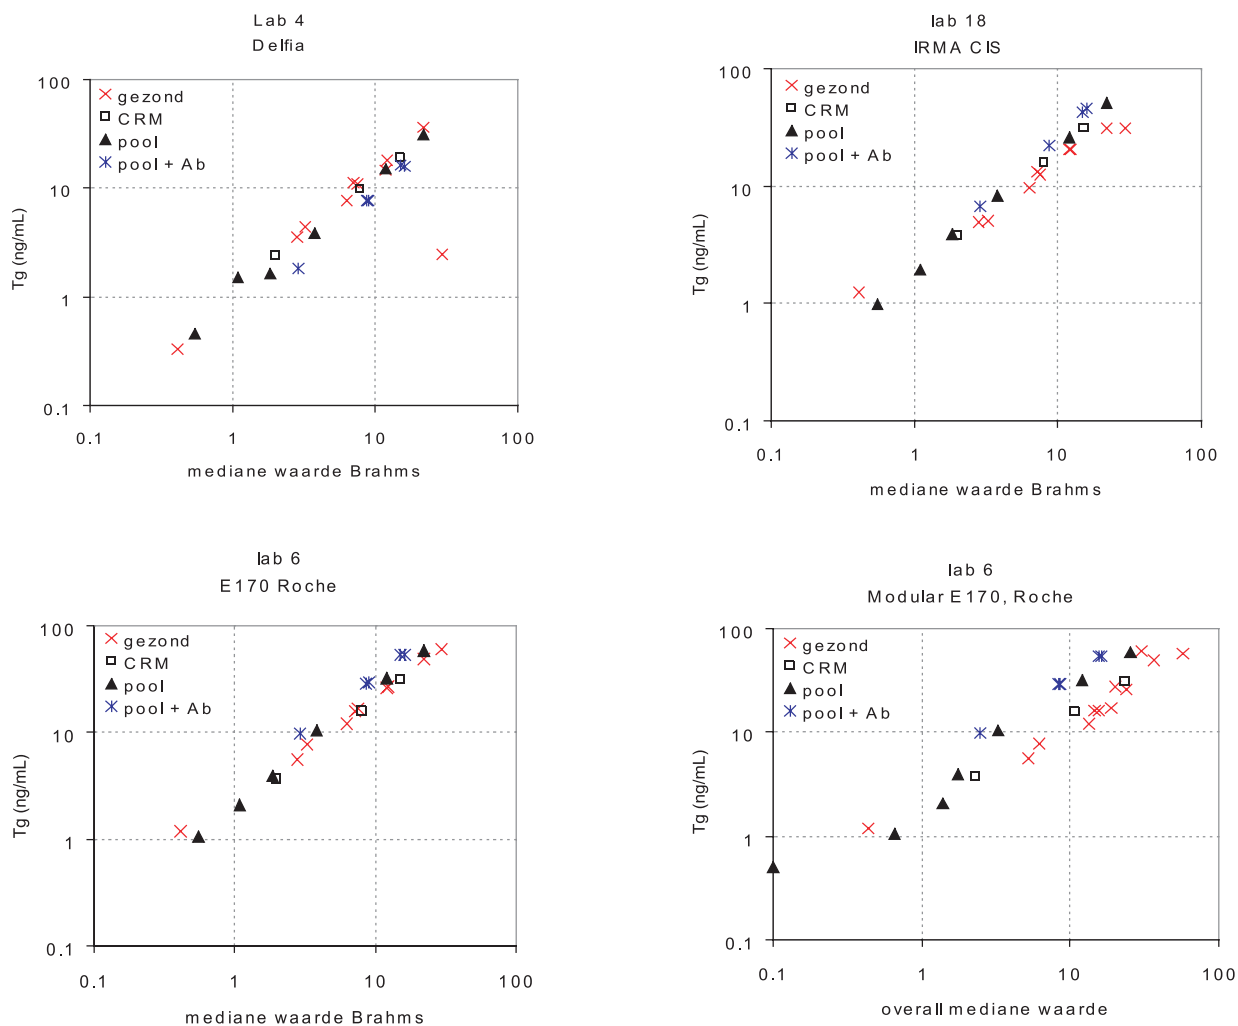 Lab 4
Delfia
100
10
1
0.1
Tg (ng/mL)
gezond
CRM
pool
pool + Ab
0.1
1
10
100
mediane waarde Brahms
lab 18
IRMA CIS
100
10
1
0.1
Tg (ng/mL)
gezond
CRM
pool
pool + Ab
0.1
1
10
100
mediane waarde Brahms
lab 6
E170 Roche
100
10
1
0.1
Tg (ng/mL)
gezond
CRM
pool
pool + Ab
0.1
1
10
100
mediane waarde Brahms
lab 6
Modular E170, Roche
100
10
1
0.1
Tg (ng/mL)
gezond
CRM
pool
pool + Ab
0.1
1
10
100
overall mediane waarde